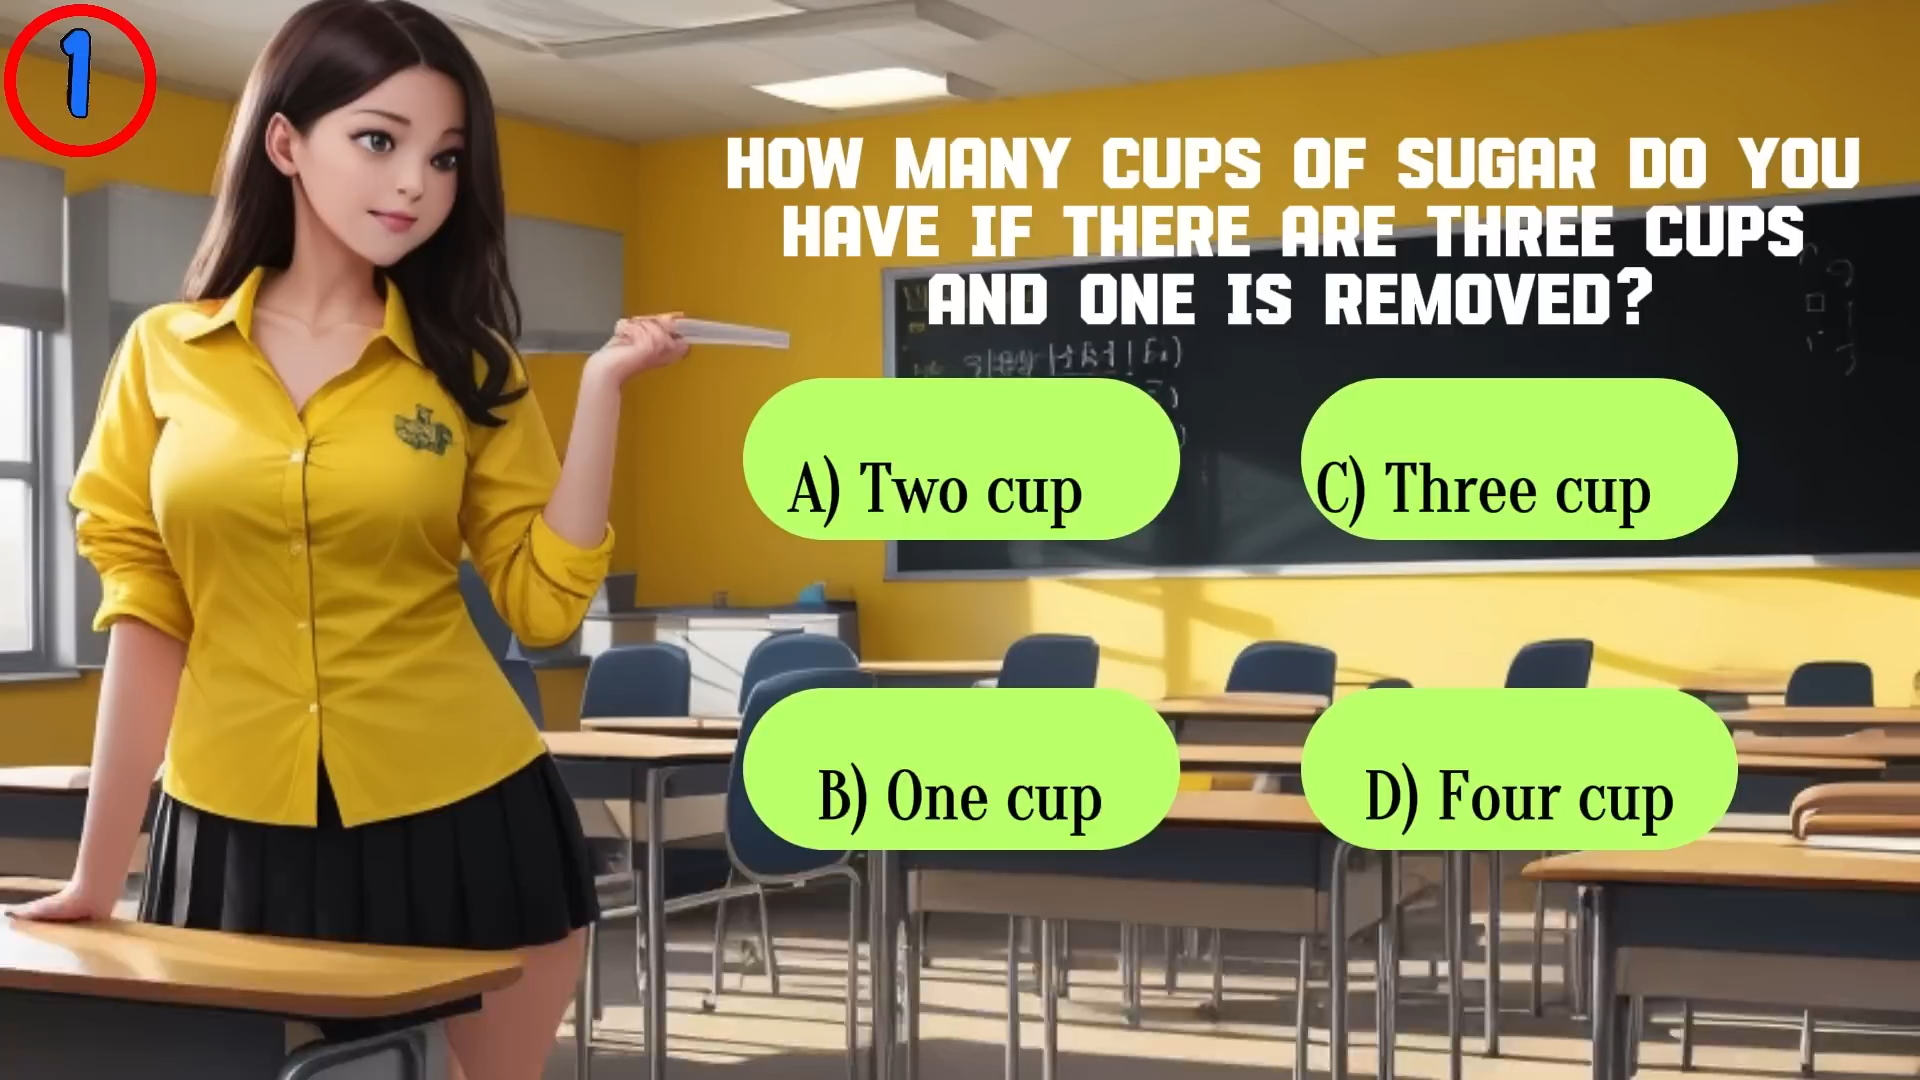 1
HOW MANY CUPS OF SUGAR DO YOU
HAVE IF THERE ARE THREE CUPS
AND ONE IS REMOVED?
A) Two cup
C) Three cup
B) One cup
D) Four cup